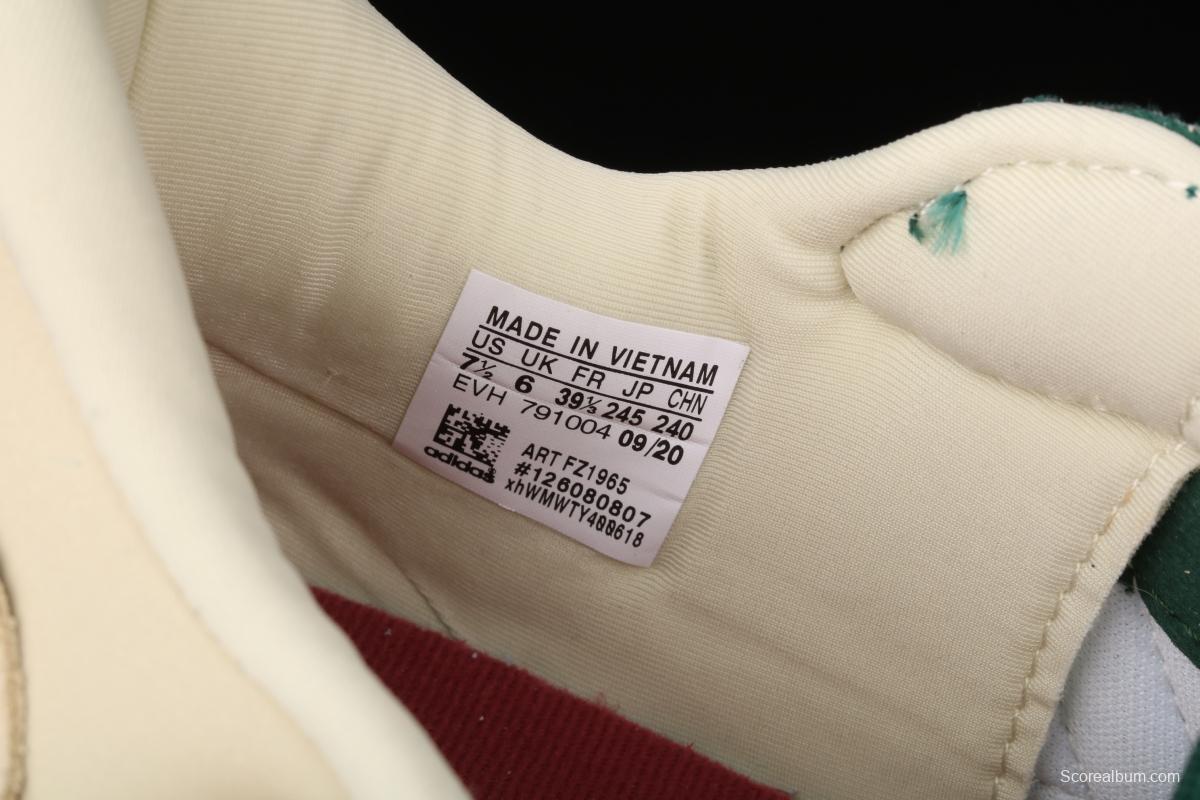 MADE IN VIETNAM
US UK FR JP CHN
7½ 6 39⅓ 245 240
EVH 791004 09/20
ART FZ1965
#126080807
xhWMWTY400618
adidas
Scorealbum.com